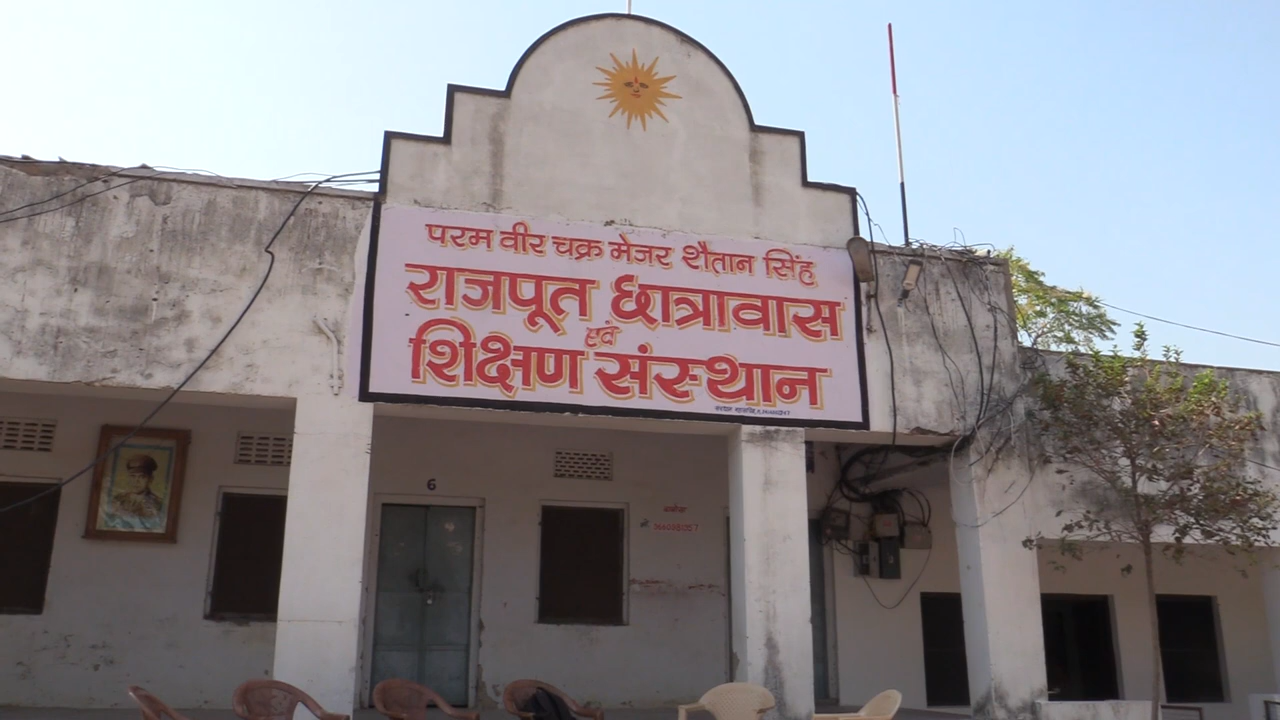 परम वीर चक्र मेजर शैतान सिंह
राजपूत छात्रावास
एवं
शिक्षण संस्थान
6